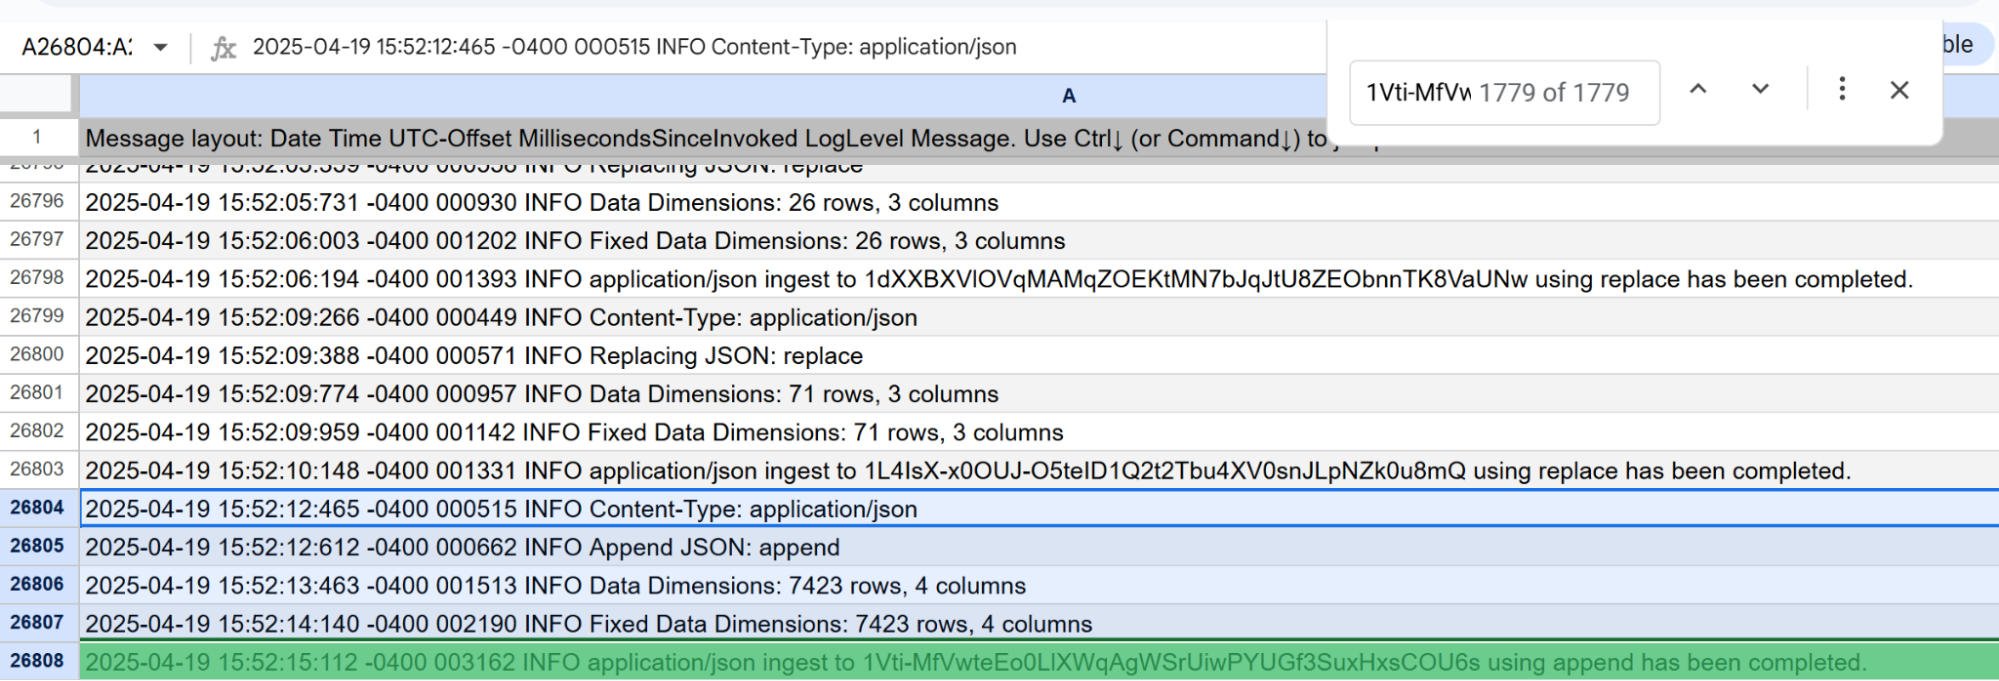 A26804:A2
fx 2025-04-19 15:52:12:465 -0400 000515 INFO Content-Type: application/json
ble
1Vti-MfVw 1779 of 1779
A
1 Message layout: Date Time UTC-Offset MillisecondsSinceInvoked LogLevel Message. Use Ctrl↓ (or Command↓) to
2025-04-19 15:52:05:359 -0400 000558 INFO Replacing JSON: replace
26796 2025-04-19 15:52:05:731 -0400 000930 INFO Data Dimensions: 26 rows, 3 columns
26797 2025-04-19 15:52:06:003 -0400 001202 INFO Fixed Data Dimensions: 26 rows, 3 columns
26798 2025-04-19 15:52:06:194 -0400 001393 INFO application/json ingest to 1dXXBXVlOVqMAMqZOEKtMN7bJqJtU8ZEObnnTK8VaUNw using replace has been completed.
26799 2025-04-19 15:52:09:266 -0400 000449 INFO Content-Type: application/json
26800 2025-04-19 15:52:09:388 -0400 000571 INFO Replacing JSON: replace
26801 2025-04-19 15:52:09:774 -0400 000957 INFO Data Dimensions: 71 rows, 3 columns
26802 2025-04-19 15:52:09:959 -0400 001142 INFO Fixed Data Dimensions: 71 rows, 3 columns
26803 2025-04-19 15:52:10:148 -0400 001331 INFO application/json ingest to 1L4IsX-x0OUJ-O5teID1Q2t2Tbu4XV0snJLpNZk0u8mQ using replace has been completed.
26804 2025-04-19 15:52:12:465 -0400 000515 INFO Content-Type: application/json
26805 2025-04-19 15:52:12:612 -0400 000662 INFO Append JSON: append
26806 2025-04-19 15:52:13:463 -0400 001513 INFO Data Dimensions: 7423 rows, 4 columns
26807 2025-04-19 15:52:14:140 -0400 002190 INFO Fixed Data Dimensions: 7423 rows, 4 columns
26808 2025-04-19 15:52:15:112 -0400 003162 INFO application/json ingest to 1Vti-MfVwteEo0LlXWqAgWSrUiwPYUGf3SuxHxsCOU6s using append has been completed.